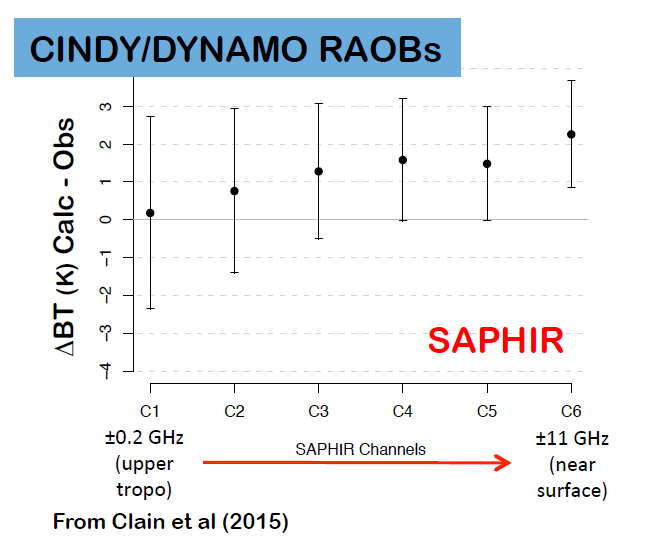 CINDY/DYNAMO RAOBs
ΔBT (K) Calc - Obs
3
2
1
0
−1
−2
−3
−4
SAPHIR
C1 C2 C3 C4 C5 C6
±0.2 GHz
(upper
tropo)
SAPHIR Channels
±11 GHz
(near
surface)
From Clain et al (2015)